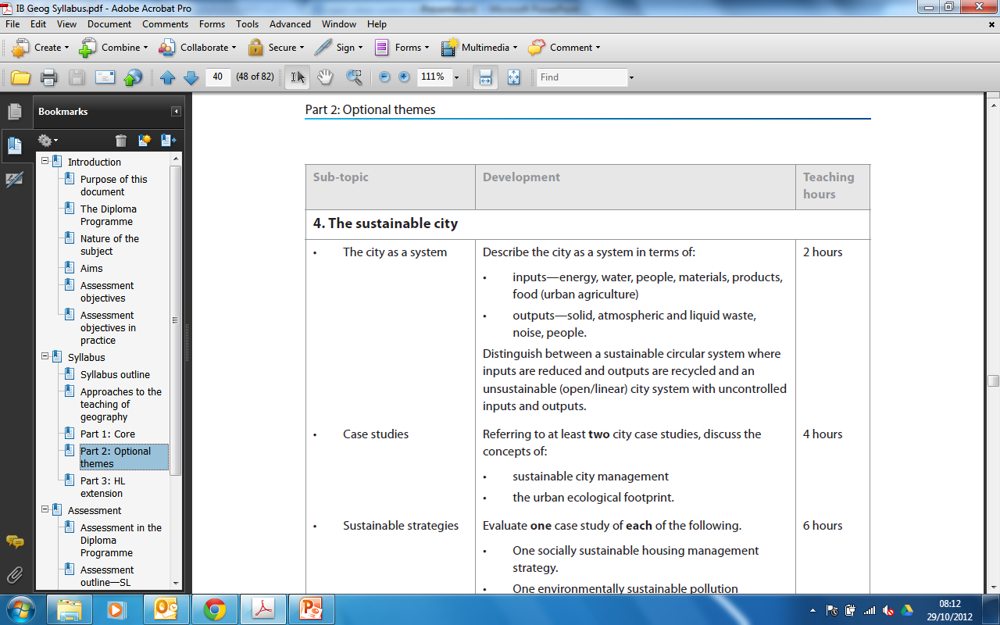 IB Geog Syllabus.pdf - Adobe Acrobat Pro
File Edit View Document Comments Forms Tools Advanced Window Help
Create Combine Collaborate Secure Sign Forms Multimedia Comment
40 (48 of 82) 111% Find
Bookmarks
Introduction
Purpose of this
document
The Diploma
Programme
Nature of the
subject
Aims
Assessment
objectives
Assessment
objectives in
practice
Syllabus
Syllabus outline
Approaches to the
teaching of
geography
Part 1: Core
Part 2: Optional
themes
Part 3: HL
extension
Assessment
Assessment in the
Diploma
Programme
Assessment
outline—SL
Part 2: Optional themes
Sub-topic Development Teaching
hours
4. The sustainable city
• The city as a system Describe the city as a system in terms of: 2 hours
• inputs—energy, water, people, materials, products,
food (urban agriculture)
• outputs—solid, atmospheric and liquid waste,
noise, people.
Distinguish between a sustainable circular system where
inputs are reduced and outputs are recycled and an
unsustainable (open/linear) city system with uncontrolled
inputs and outputs.
• Case studies Referring to at least two city case studies, discuss the 4 hours
concepts of:
• sustainable city management
• the urban ecological footprint.
• Sustainable strategies Evaluate one case study of each of the following. 6 hours
• One socially sustainable housing management
strategy.
• One environmentally sustainable pollution
08:12
29/10/2012